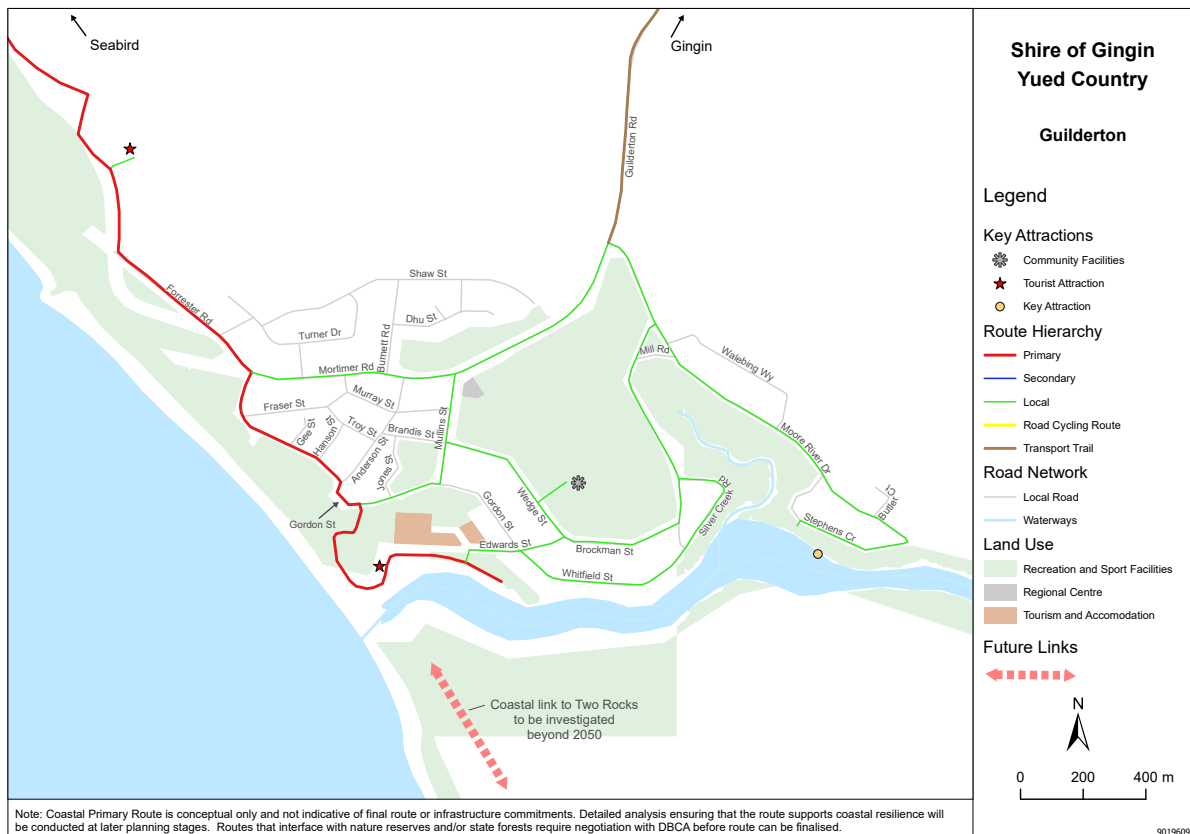 Seabird
Gingin
Guilderton Rd
Forrester Rd
Shaw St
Dhu St
Turner Dr
Burnett Rd
Mortimer Rd
Mill Rd
Walebing Wy
Murray St
Fraser St
Gee St
Hanson St
Troy St
Brandis St
Mullins St
Anderson St
Jones St
Moore River Dr
Gordon St
Gordon St
Wedge St
Silver Creek Rd
Butler Ct
Stephens Cr
Edwards St
Brockman St
Whitfield St
Coastal link to Two Rocks
to be investigated
beyond 2050
Note: Coastal Primary Route is conceptual only and not indicative of final route or infrastructure commitments. Detailed analysis ensuring that the route supports coastal resilience will
be conducted at later planning stages. Routes that interface with nature reserves and/or state forests require negotiation with DBCA before route can be finalised.
Shire of Gingin
Yued Country
Guilderton
Legend
Key Attractions
Community Facilities
Tourist Attraction
Key Attraction
Route Hierarchy
Primary
Secondary
Local
Road Cycling Route
Transport Trail
Road Network
Local Road
Waterways
Land Use
Recreation and Sport Facilities
Regional Centre
Tourism and Accomodation
Future Links
N
0 200 400 m
9019609